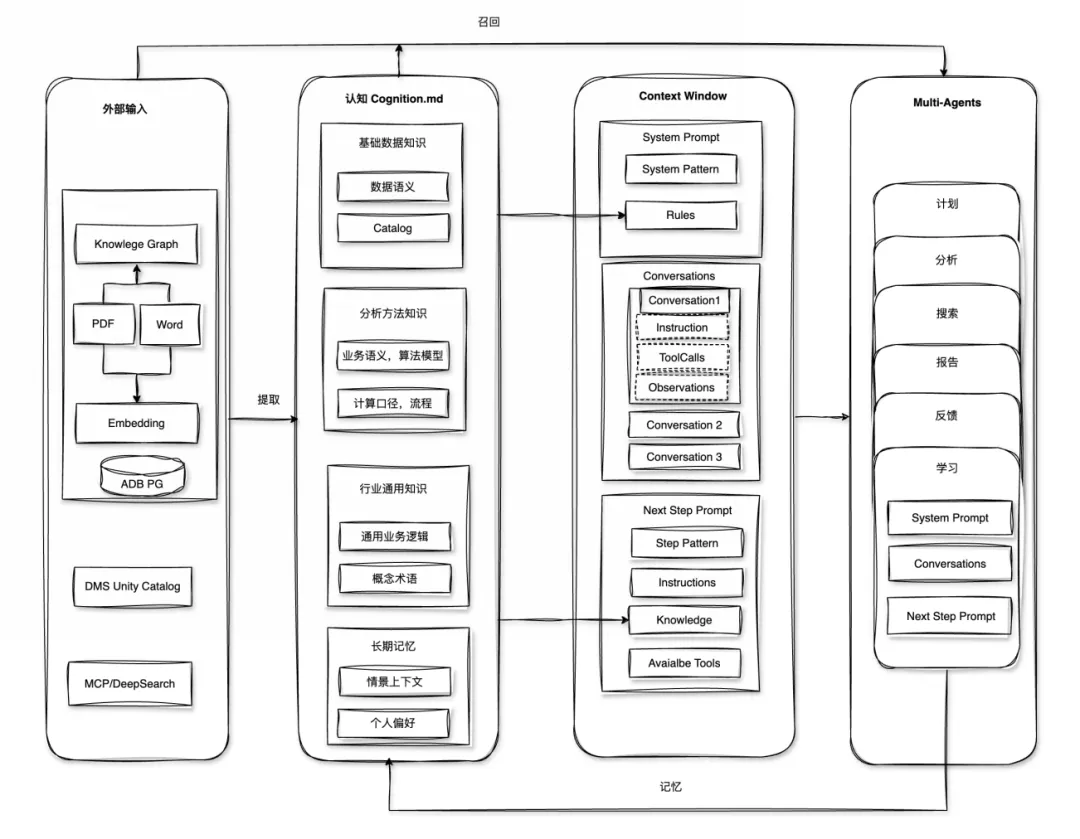 召回
外部输入
Knowlege Graph
PDF
Word
Embedding
ADB PG
DMS Unity Catalog
MCP/DeepSearch
提取
认知 Cognition.md
基础数据知识
数据语义
Catalog
分析方法知识
业务语义，算法模型
计算口径，流程
行业通用知识
通用业务逻辑
概念术语
长期记忆
情景上下文
个人偏好
Context Window
System Prompt
System Pattern
Rules
Conversations
Conversation1
Instruction
ToolCalls
Observations
Conversation 2
Conversation 3
Next Step Prompt
Step Pattern
Instructions
Knowledge
Avaialbe Tools
Multi-Agents
计划
分析
搜索
报告
反馈
学习
System Prompt
Conversations
Next Step Prompt
记忆